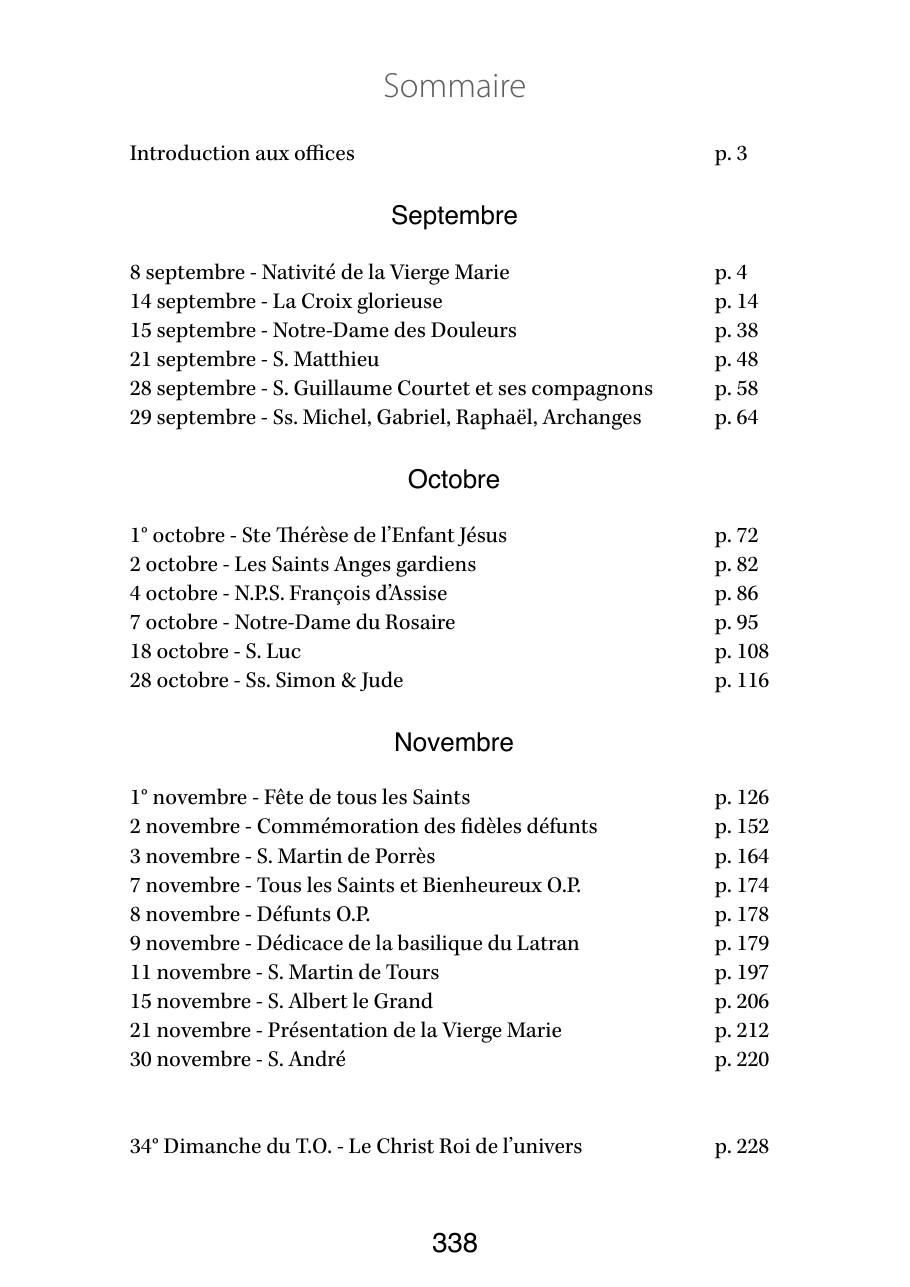 Sommaire
Introduction aux offices p. 3
Septembre
8 septembre - Nativité de la Vierge Marie p. 4
14 septembre - La Croix glorieuse p. 14
15 septembre - Notre-Dame des Douleurs p. 38
21 septembre - S. Matthieu p. 48
28 septembre - S. Guillaume Courtet et ses compagnons p. 58
29 septembre - Ss. Michel, Gabriel, Raphaël, Archanges p. 64
Octobre
1° octobre - Ste Thérèse de l’Enfant Jésus p. 72
2 octobre - Les Saints Anges gardiens p. 82
4 octobre - N.P.S. François d’Assise p. 86
7 octobre - Notre-Dame du Rosaire p. 95
18 octobre - S. Luc p. 108
28 octobre - Ss. Simon & Jude p. 116
Novembre
1° novembre - Fête de tous les Saints p. 126
2 novembre - Commémoration des fidèles défunts p. 152
3 novembre - S. Martin de Porrès p. 164
7 novembre - Tous les Saints et Bienheureux O.P. p. 174
8 novembre - Défunts O.P. p. 178
9 novembre - Dédicace de la basilique du Latran p. 179
11 novembre - S. Martin de Tours p. 197
15 novembre - S. Albert le Grand p. 206
21 novembre - Présentation de la Vierge Marie p. 212
30 novembre - S. André p. 220
34° Dimanche du T.O. - Le Christ Roi de l’univers p. 228
338